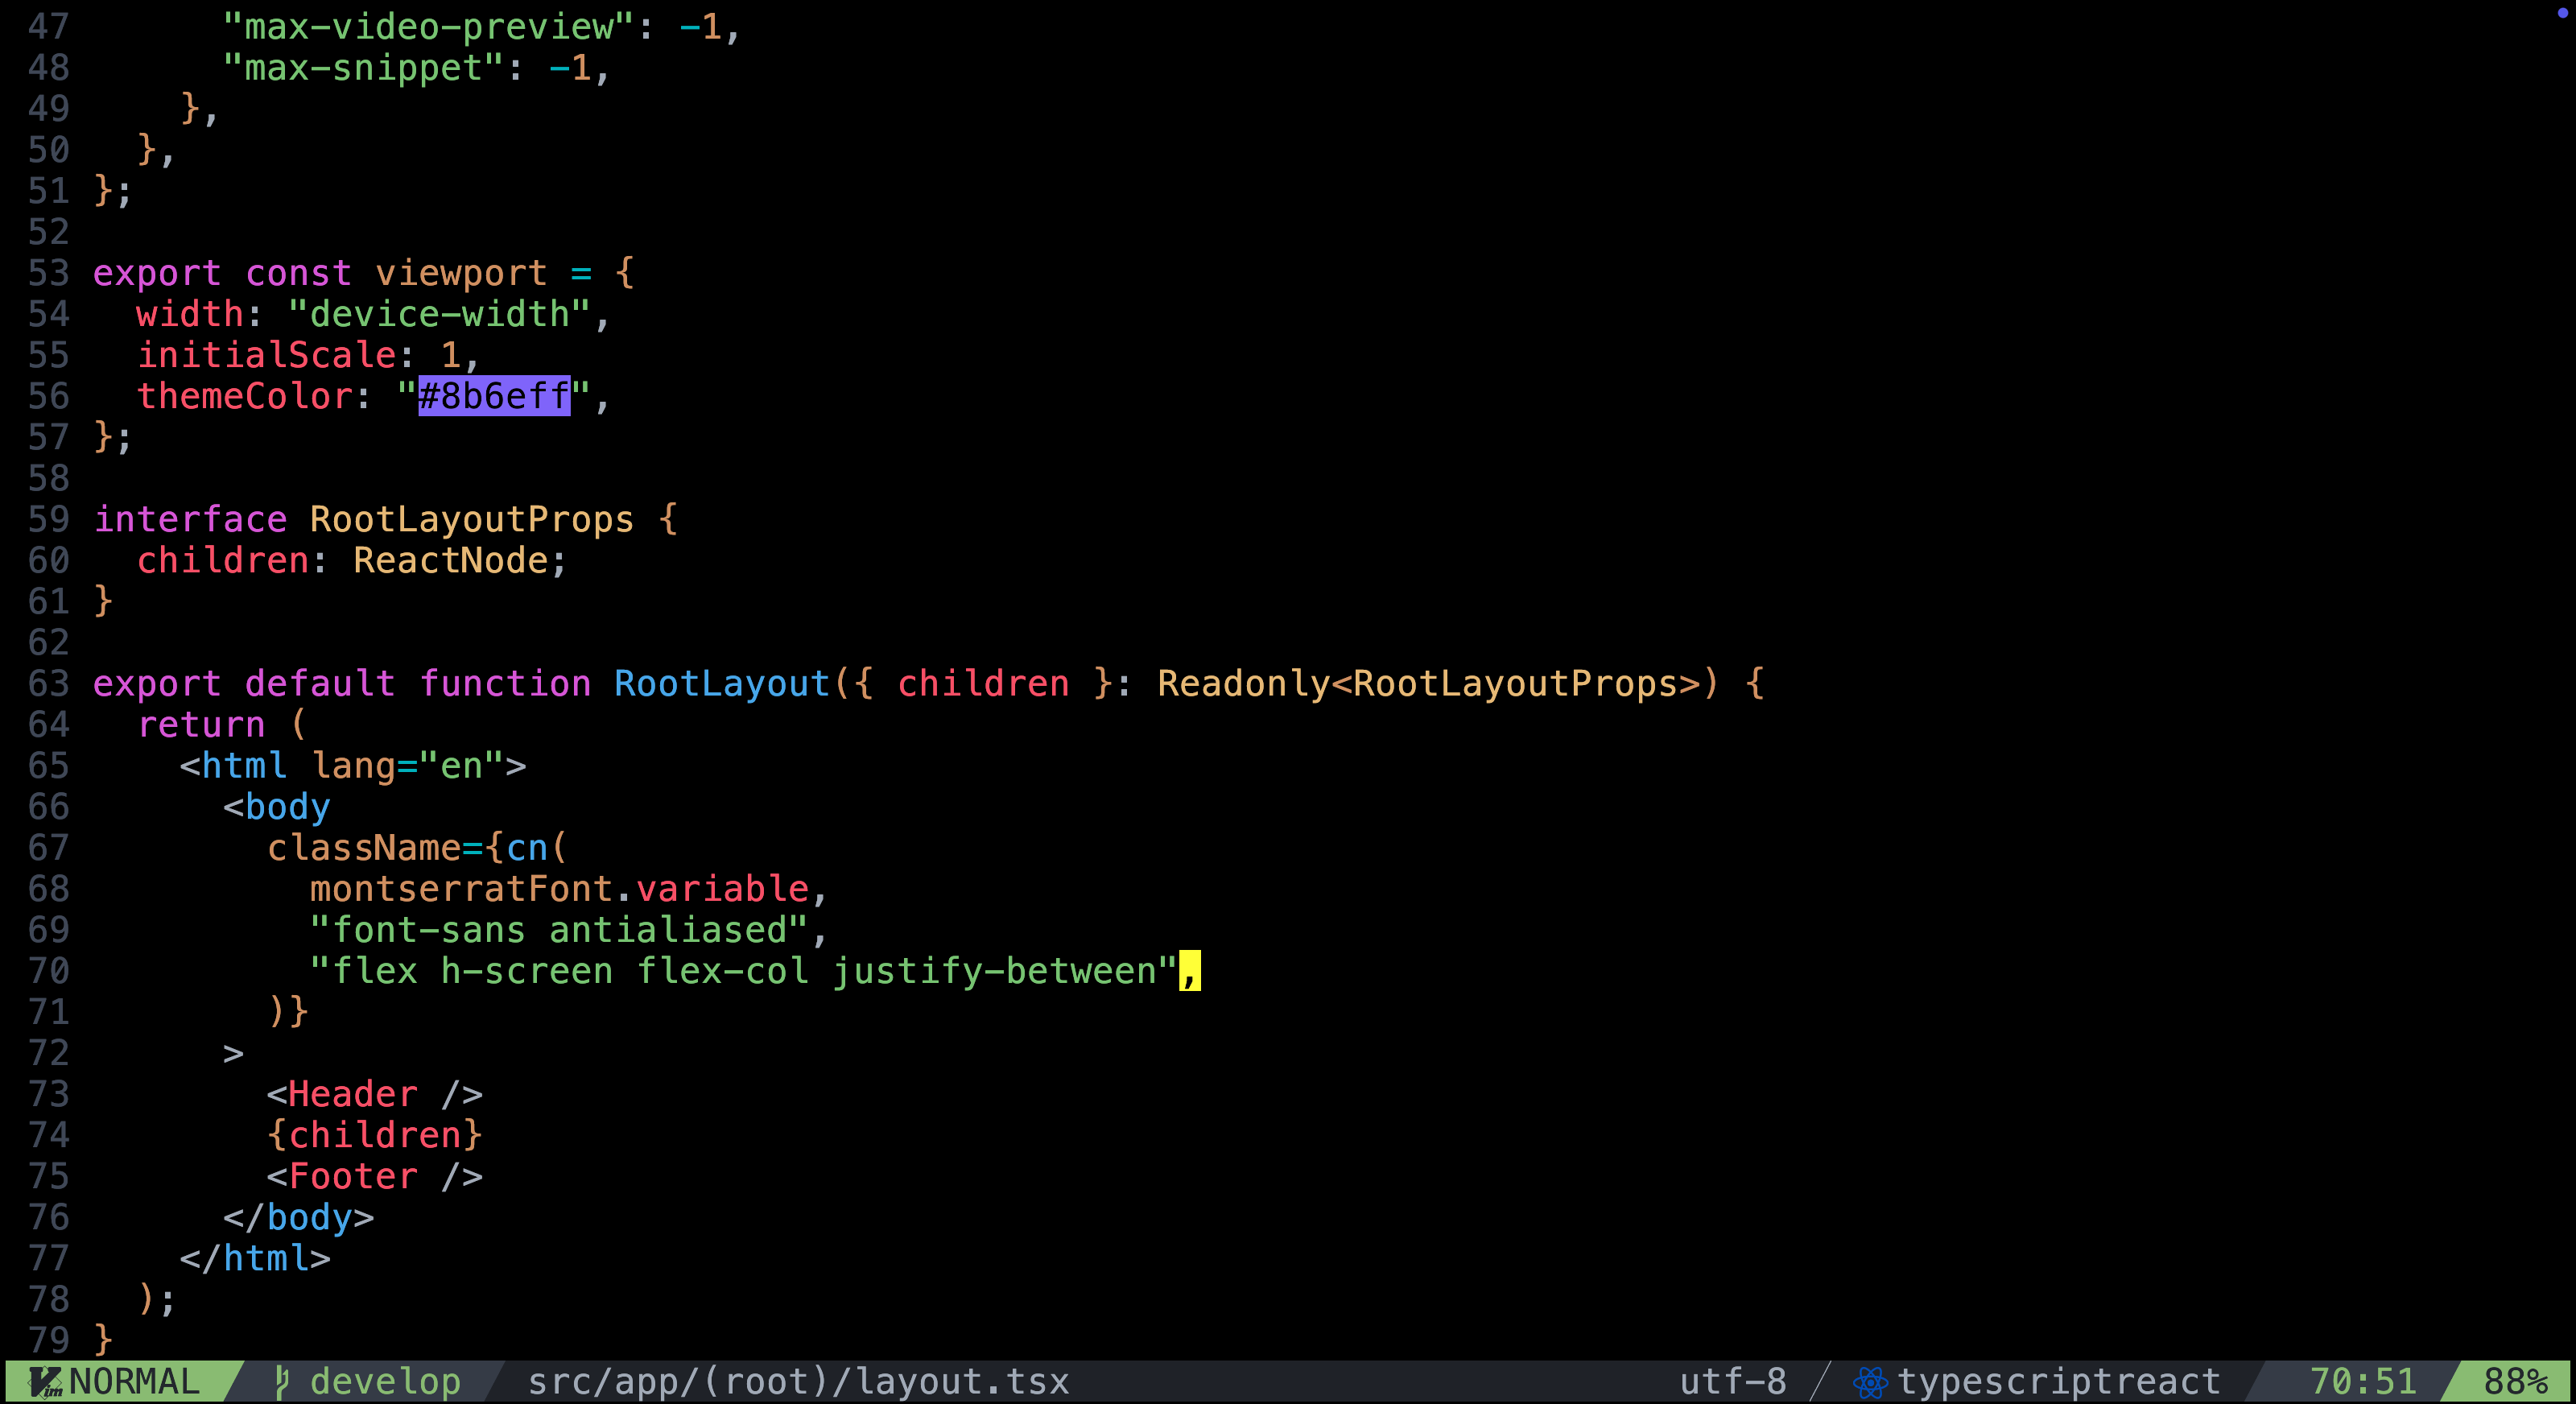 47       "max-video-preview": -1,
48       "max-snippet": -1,
49     },
50   },
51 };
52
53 export const viewport = {
54   width: "device-width",
55   initialScale: 1,
56   themeColor: "#8b6eff",
57 };
58
59 interface RootLayoutProps {
60   children: ReactNode;
61 }
62
63 export default function RootLayout({ children }: Readonly<RootLayoutProps>) {
64   return (
65     <html lang="en">
66       <body
67         className={cn(
68           montserratFont.variable,
69           "font-sans antialiased",
70           "flex h-screen flex-col justify-between",
71         )}
72       >
73         <Header />
74         {children}
75         <Footer />
76       </body>
77     </html>
78   );
79 }
NORMAL develop src/app/(root)/layout.tsx utf-8 typescriptreact 70:51 88%